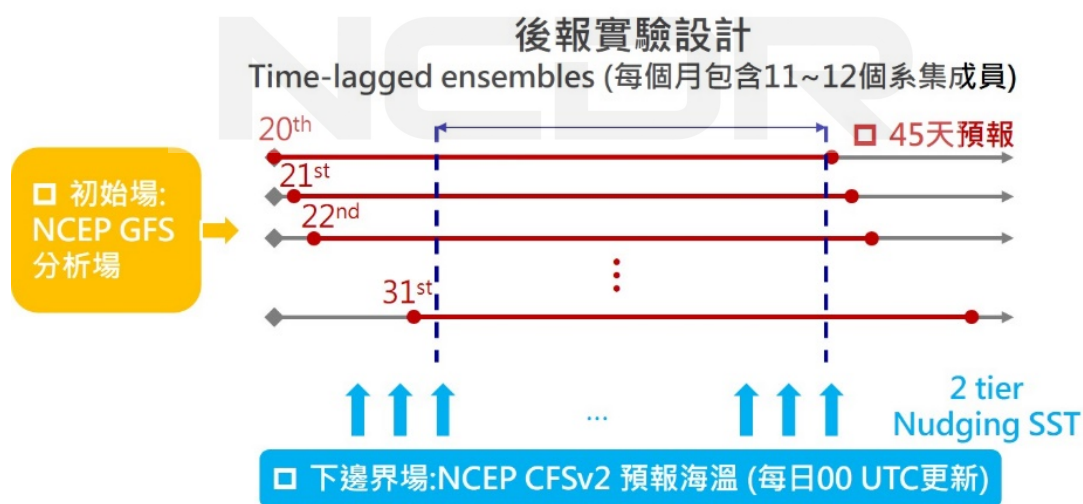 NCDR
後報實驗設計
Time-lagged ensembles (每個月包含11~12個系集成員)
20th
45天預報
21st
22nd
31st
初始場:
NCEP GFS
分析場
...
2 tier
Nudging SST
下邊界場:NCEP CFSv2 預報海溫 (每日00 UTC更新)